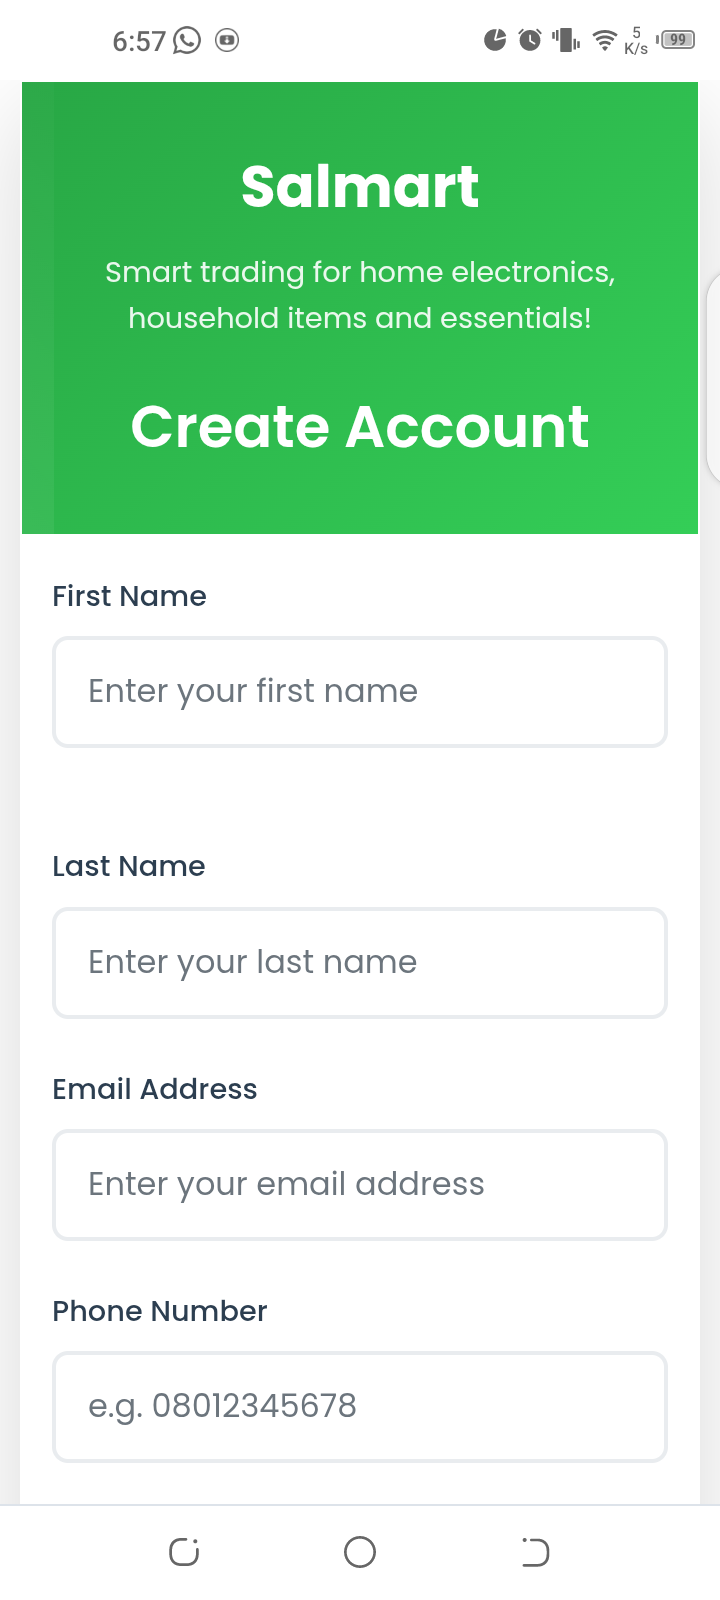 6:57
5
K/s
99
Salmart
Smart trading for home electronics,
household items and essentials!
Create Account
First Name
Enter your first name
Last Name
Enter your last name
Email Address
Enter your email address
Phone Number
e.g. 08012345678